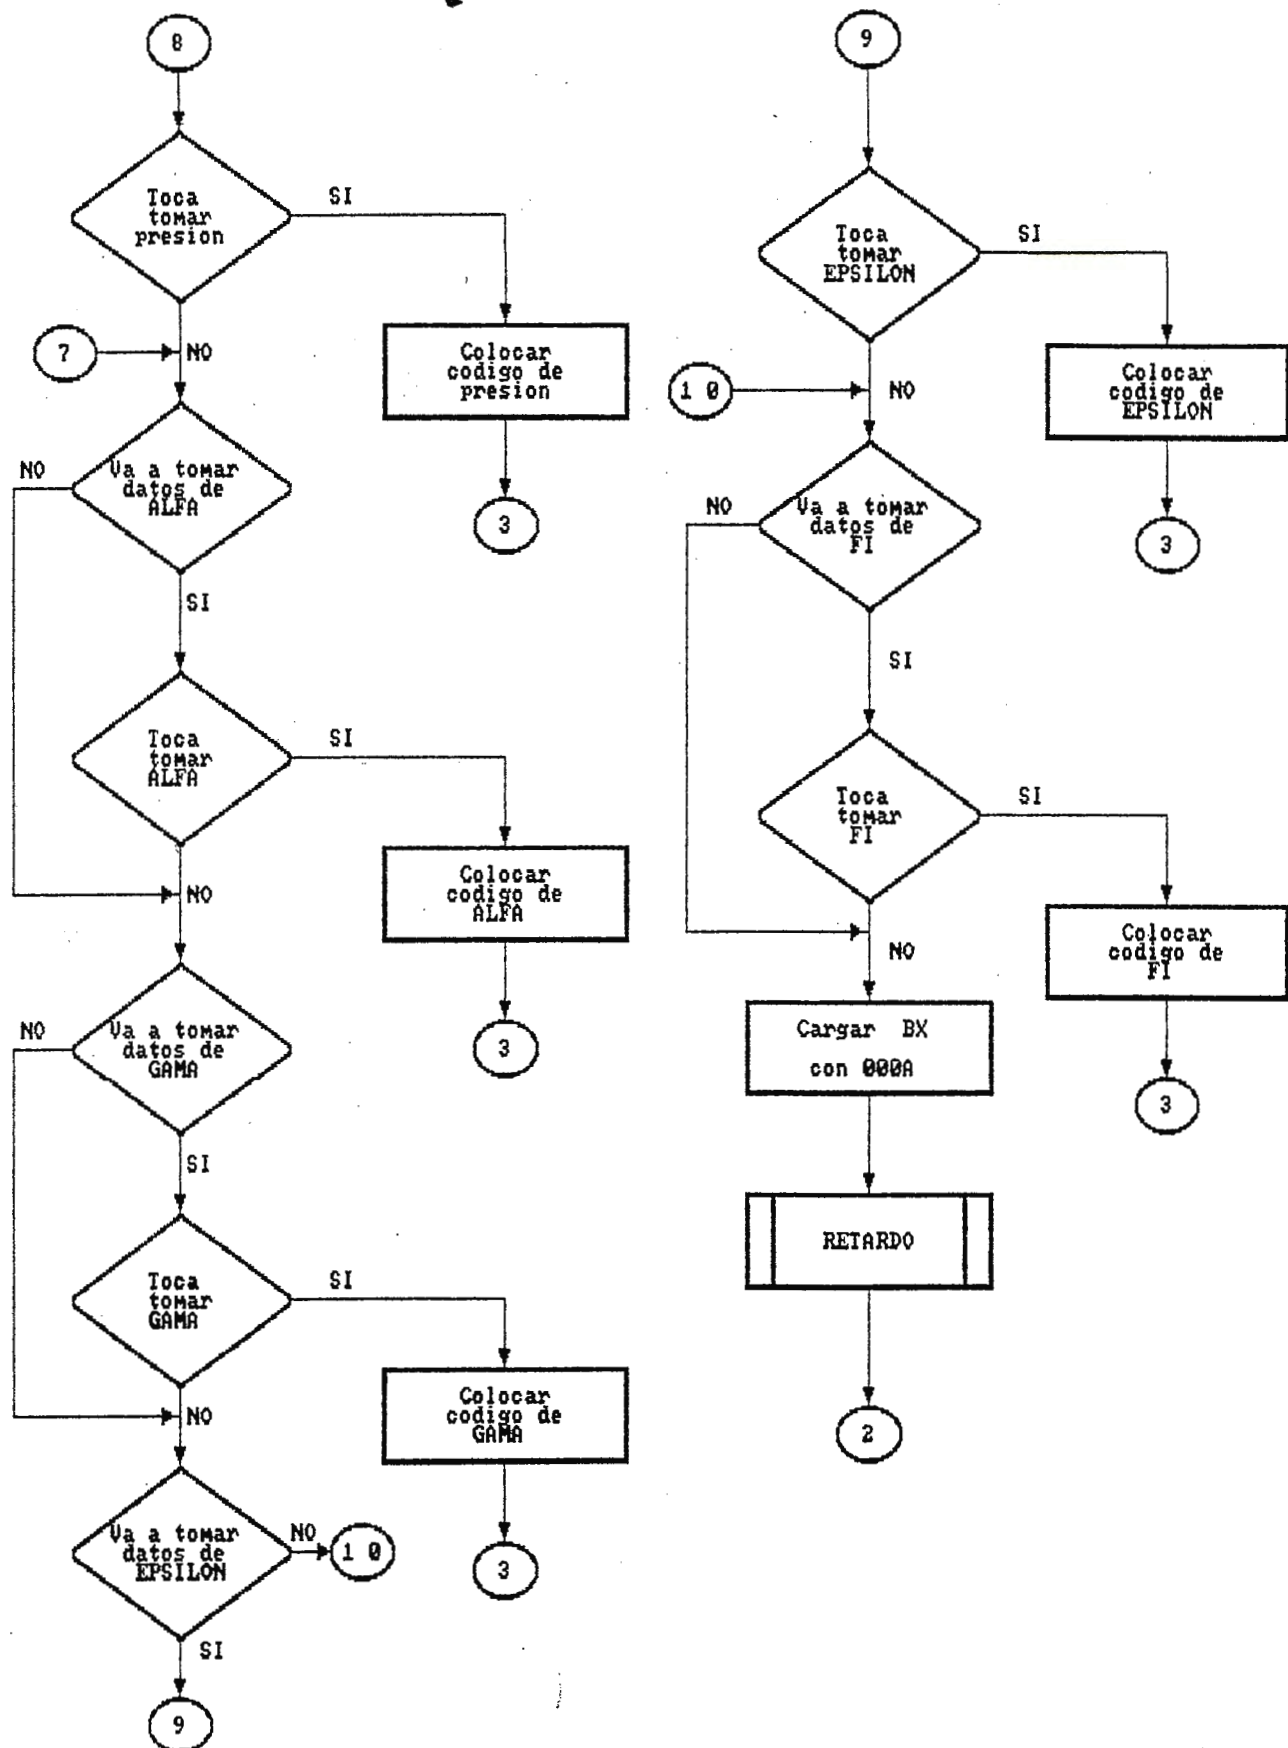 8
Toca
tomar
presion
SI
7
NO
Colocar
codigo de
presion
3
Va a tomar
datos de
ALFA
NO
SI
Toca
tomar
ALFA
SI
NO
Colocar
codigo de
ALFA
3
Va a tomar
datos de
GAMA
NO
SI
Toca
tomar
GAMA
SI
NO
Colocar
codigo de
GAMA
3
Va a tomar
datos de
EPSILON
NO
1 0
SI
9
9
Toca
tomar
EPSILON
SI
1 0
NO
Colocar
codigo de
EPSILON
3
Va a tomar
datos de
FI
NO
SI
Toca
tomar
FI
SI
NO
Colocar
codigo de
FI
3
Cargar BX
con 000A
RETARDO
2